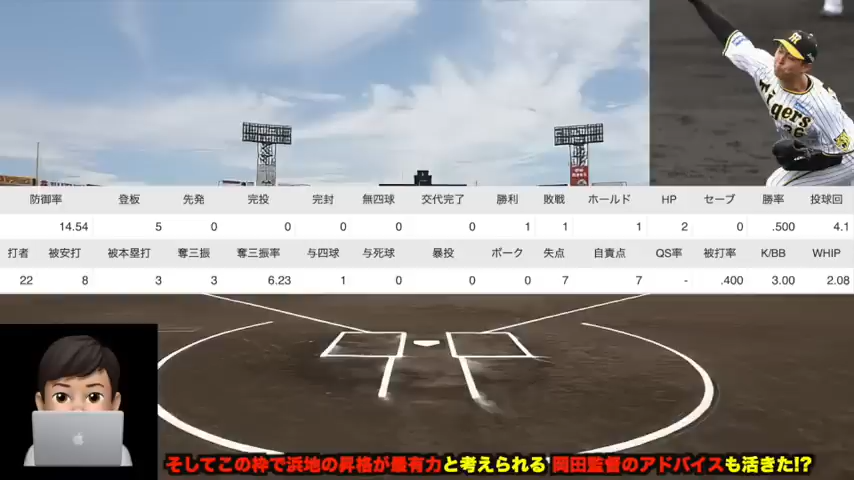 Tigers
36
防御率 登板 先発 完投 完封 無四球 交代完了 勝利 敗戦 ホールド HP セーブ 勝率 投球回
14.54 5 0 0 0 0 0 1 1 1 2 0 .500 4.1
打者 被安打 被本塁打 奪三振 奪三振率 与四球 与死球 暴投 ボーク 失点 自責点 QS率 被打率 K/BB WHIP
22 8 3 3 6.23 1 0 0 0 7 7 - .400 3.00 2.08
そしてこの枠で浜地の昇格が最有力と考えられる 岡田監督のアドバイスも活きた!?